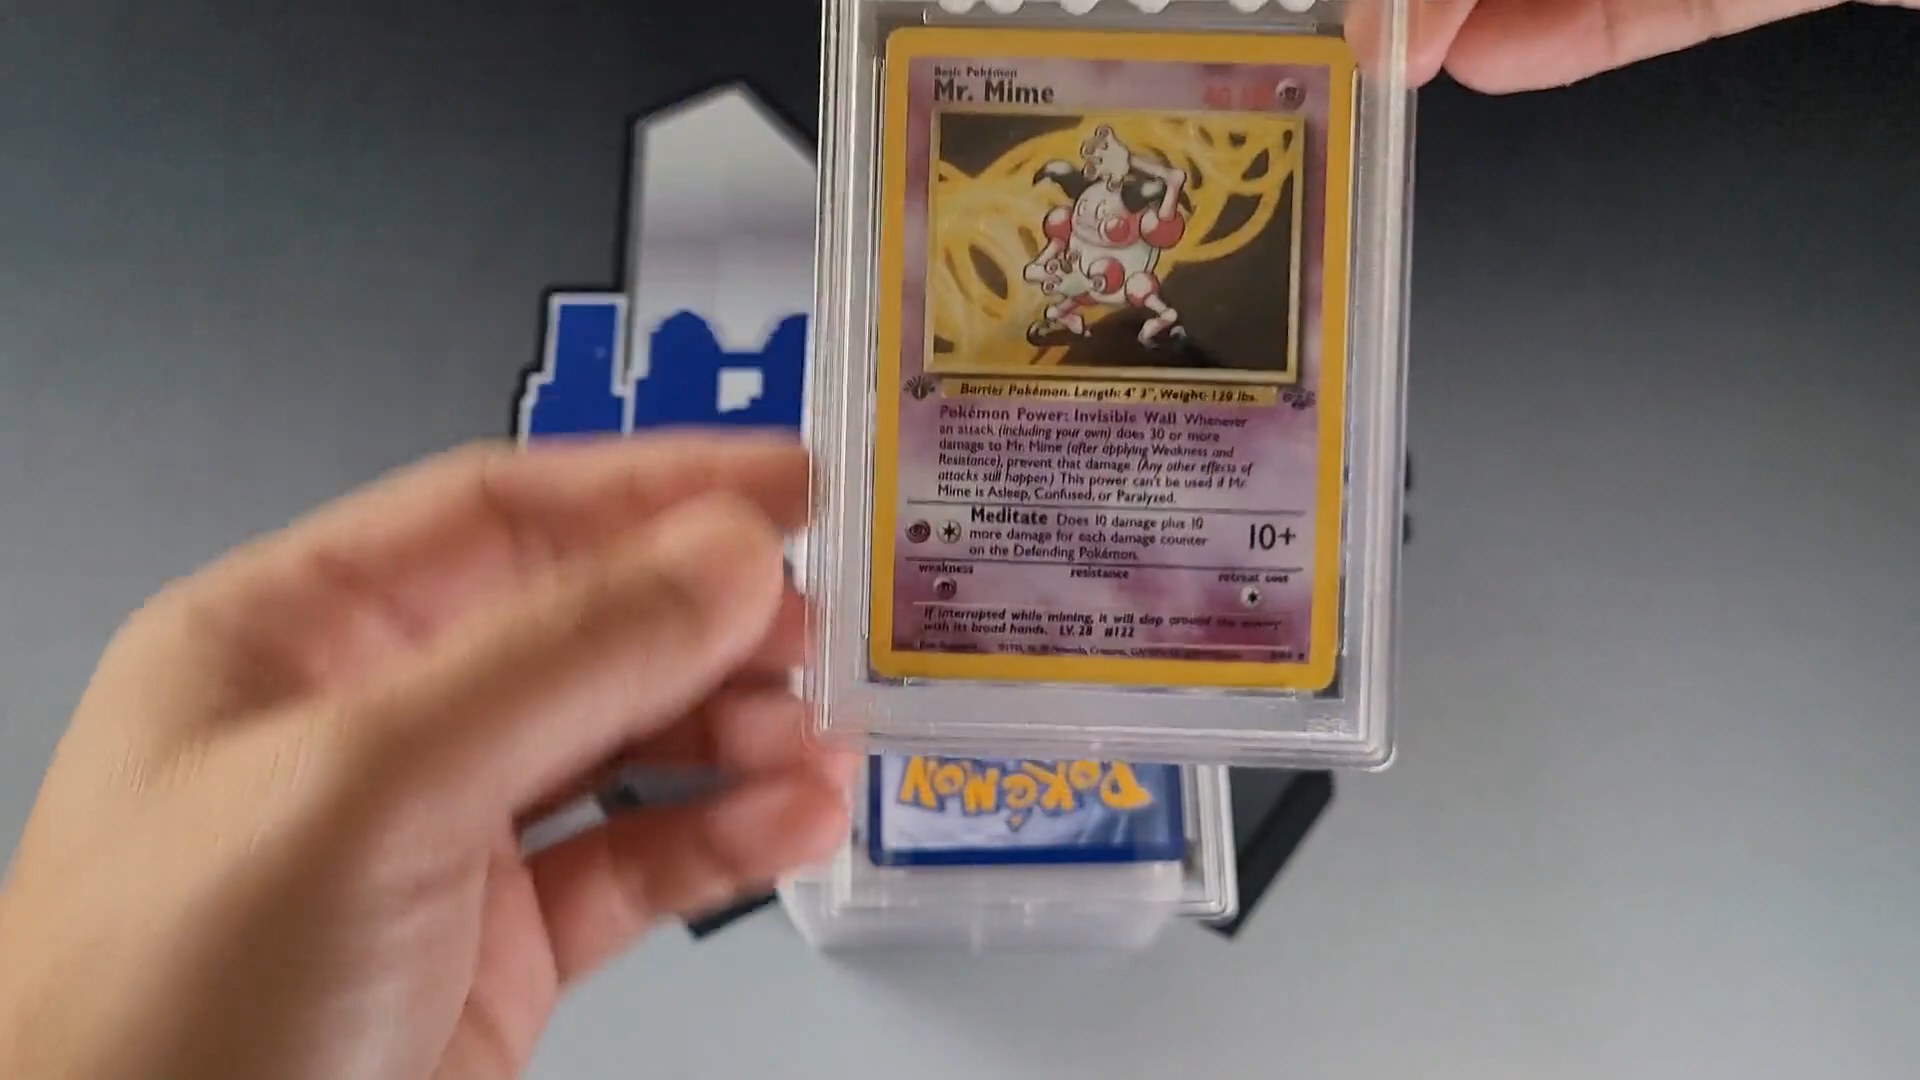 Basic Pokémon
Mr. Mime
Barrier Pokémon. Length: 4' 3", Weight: 120 lbs.
Pokémon Power: Invisible Wall Whenever
an attack (including your own) does 30 or more
damage to Mr. Mime (after applying Weakness and
Resistance), prevent that damage. (Any other effects of
attacks still happen.) This power can't be used if Mr.
Mime is Asleep, Confused, or Paralyzed.
Meditate Does 10 damage plus 10
more damage for each damage counter
on the Defending Pokémon.
10+
weakness
resistance
retreat cost
If interrupted while miming, it will slap around the enemy
with its broad hands. LV. 28 #122
POKéMON